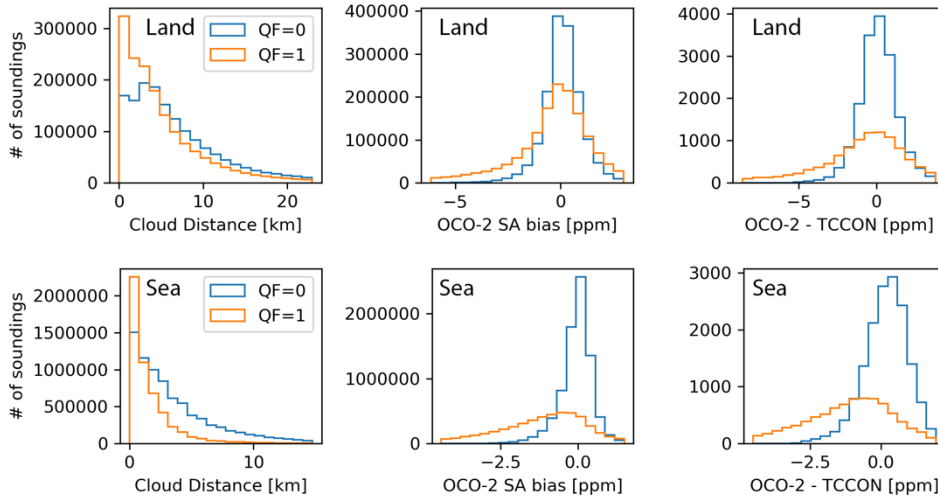 Land
QF=0
QF=1
# of soundings
300000
200000
100000
0
0
10
20
Cloud Distance [km]
Land
400000
300000
200000
100000
0
−5
0
OCO-2 SA bias [ppm]
Land
4000
3000
2000
1000
0
−5
0
OCO-2 - TCCON [ppm]
Sea
QF=0
QF=1
# of soundings
2000000
1500000
1000000
500000
0
0
10
Cloud Distance [km]
Sea
2000000
1000000
0
−2.5
0.0
OCO-2 SA bias [ppm]
Sea
3000
2000
1000
0
−2.5
0.0
OCO-2 - TCCON [ppm]